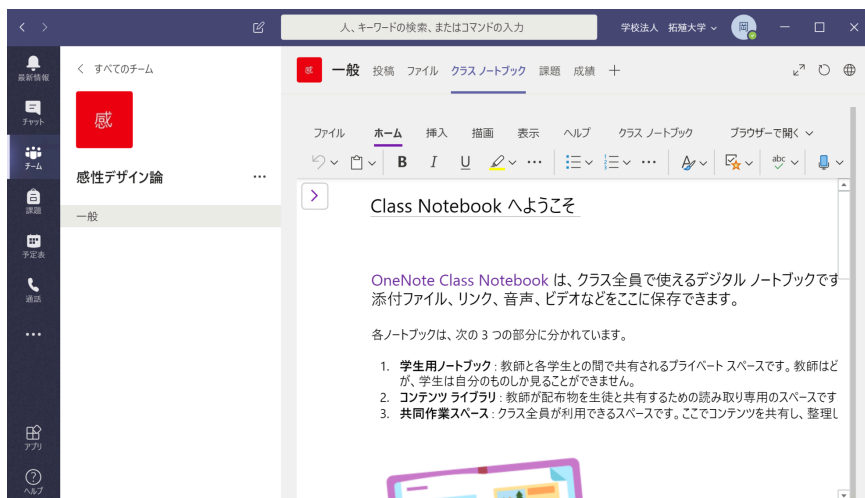 人、キーワードの検索、またはコマンドの入力
学校法人 拓殖大学
岡
最新情報
チャット
チーム
課題
予定表
通話
アプリ
ヘルプ
すべてのチーム
感
感性デザイン論
一般
感 一般 投稿 ファイル クラス ノートブック 課題 成績 +
ファイル ホーム 挿入 描画 表示 ヘルプ クラス ノートブック ブラウザーで開く
B I U abc
Class Notebook へようこそ
OneNote Class Notebook は、クラス全員で使えるデジタル ノートブックです
添付ファイル、リンク、音声、ビデオなどをここに保存できます。
各ノートブックは、次の 3 つの部分に分かれています。
1. 学生用ノートブック : 教師と各学生との間で共有されるプライベート スペースです。教師はど
が、学生は自分のものしか見ることができません。
2. コンテンツ ライブラリ : 教師が配布物を生徒と共有するための読み取り専用のスペースです
3. 共同作業スペース : クラス全員が利用できるスペースです。ここでコンテンツを共有し、整理し